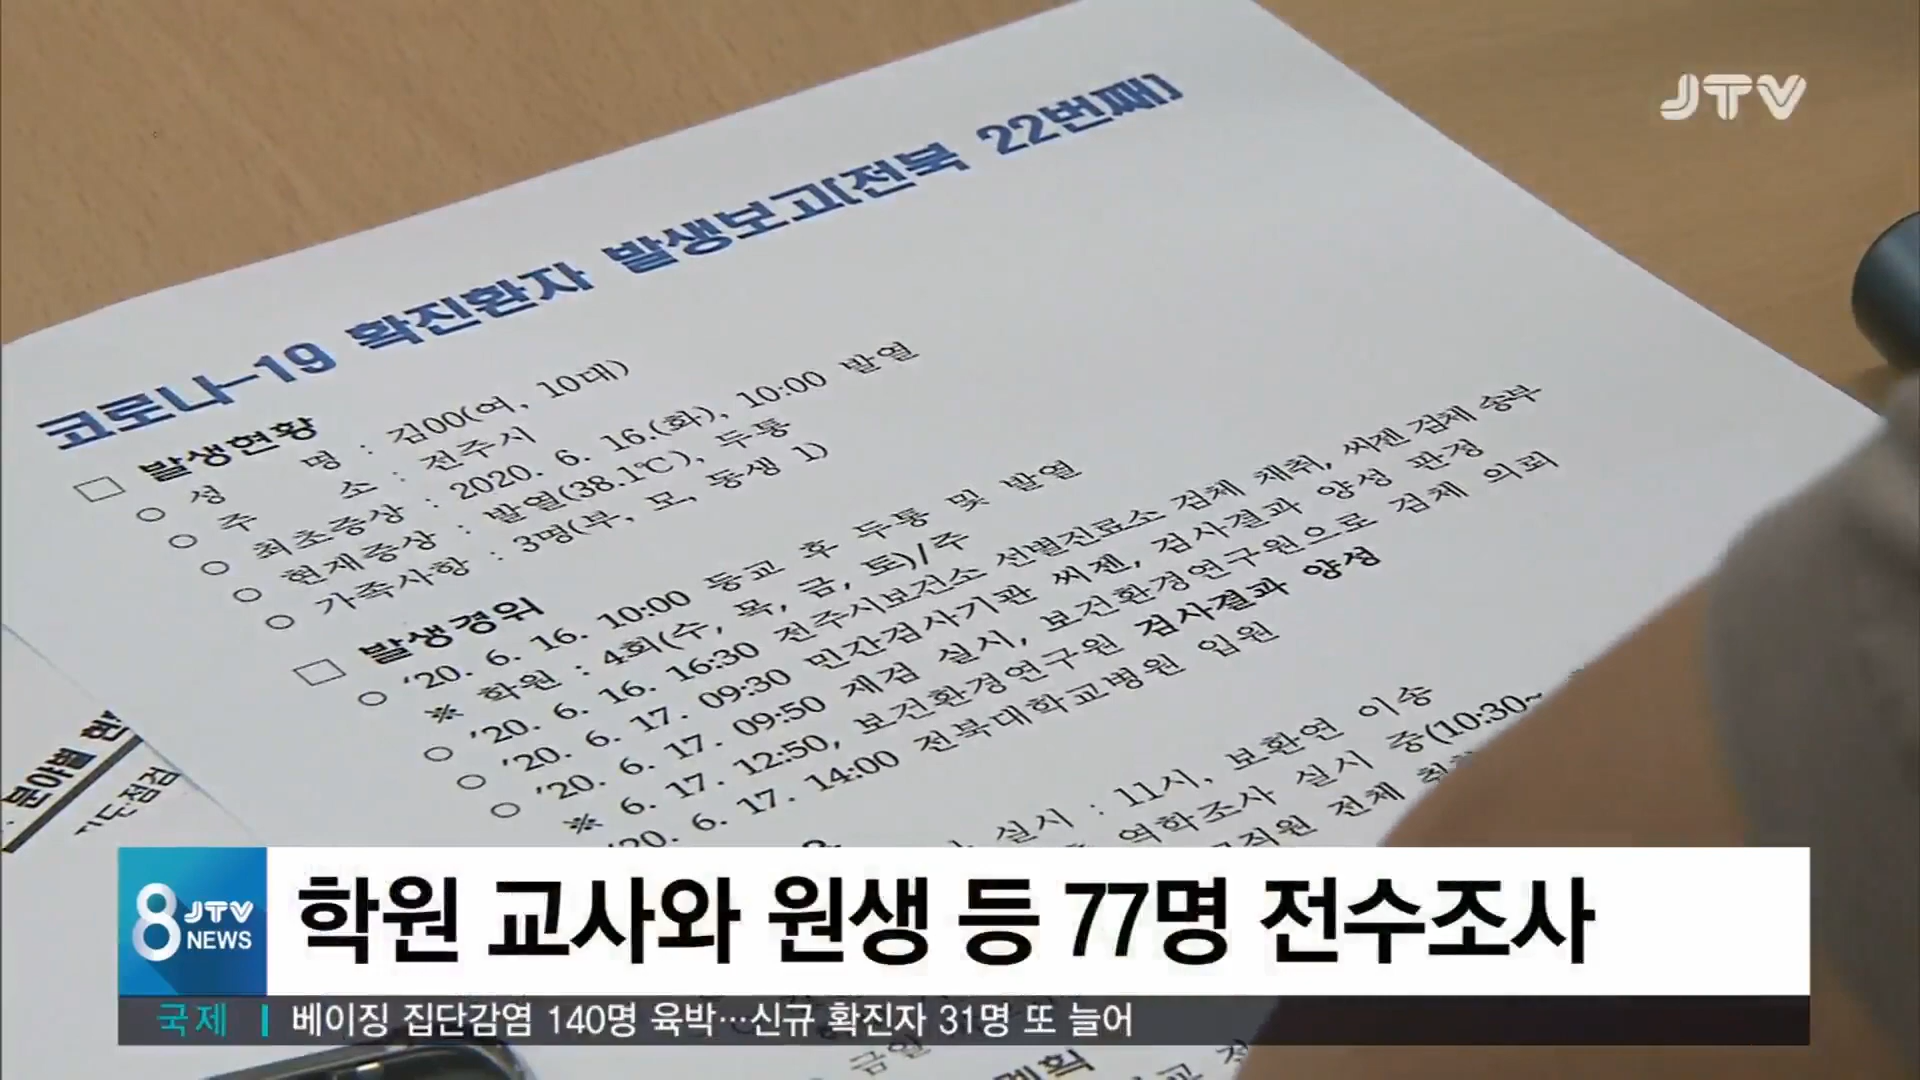 JTV
코로나-19 확진환자 발생보고[전북 22번째]
□ 발생현황
○ 성 명 : 김00(여, 10대)
○ 주 소 : 전주시
○ 최초증상 : 2020. 6. 16.(화), 10:00 발열
○ 현재증상 : 발열(38.1℃), 두통
○ 가족사항 : 3명(부, 모, 동생 1)
□ 발생경위
○ '20. 6. 16. 10:00 등교 후 두통 및 발열
※ 학원 : 4회(수, 목, 금, 토)/주
○ '20. 6. 16. 16:30 전주시보건소 선별진료소 검체 채취, 씨젠 검체 송부
○ '20. 6. 17. 09:30 민간검사기관 씨젠, 검사결과 양성 판정
○ '20. 6. 17. 09:50 재검 실시, 보건환경연구원으로 검체 의뢰
※ 6. 17. 12:50, 보건환경연구원 검사결과 양성
'20. 6. 17. 14:00 전북대학교병원 입원
실시 : 11시, 보환연 이송
역학조사 실시 중(10:30~
직원 전체
분야별
점검
8 JTV NEWS
학원 교사와 원생 등 77명 전수조사
국제 | 베이징 집단감염 140명 육박…신규 확진자 31명 또 늘어